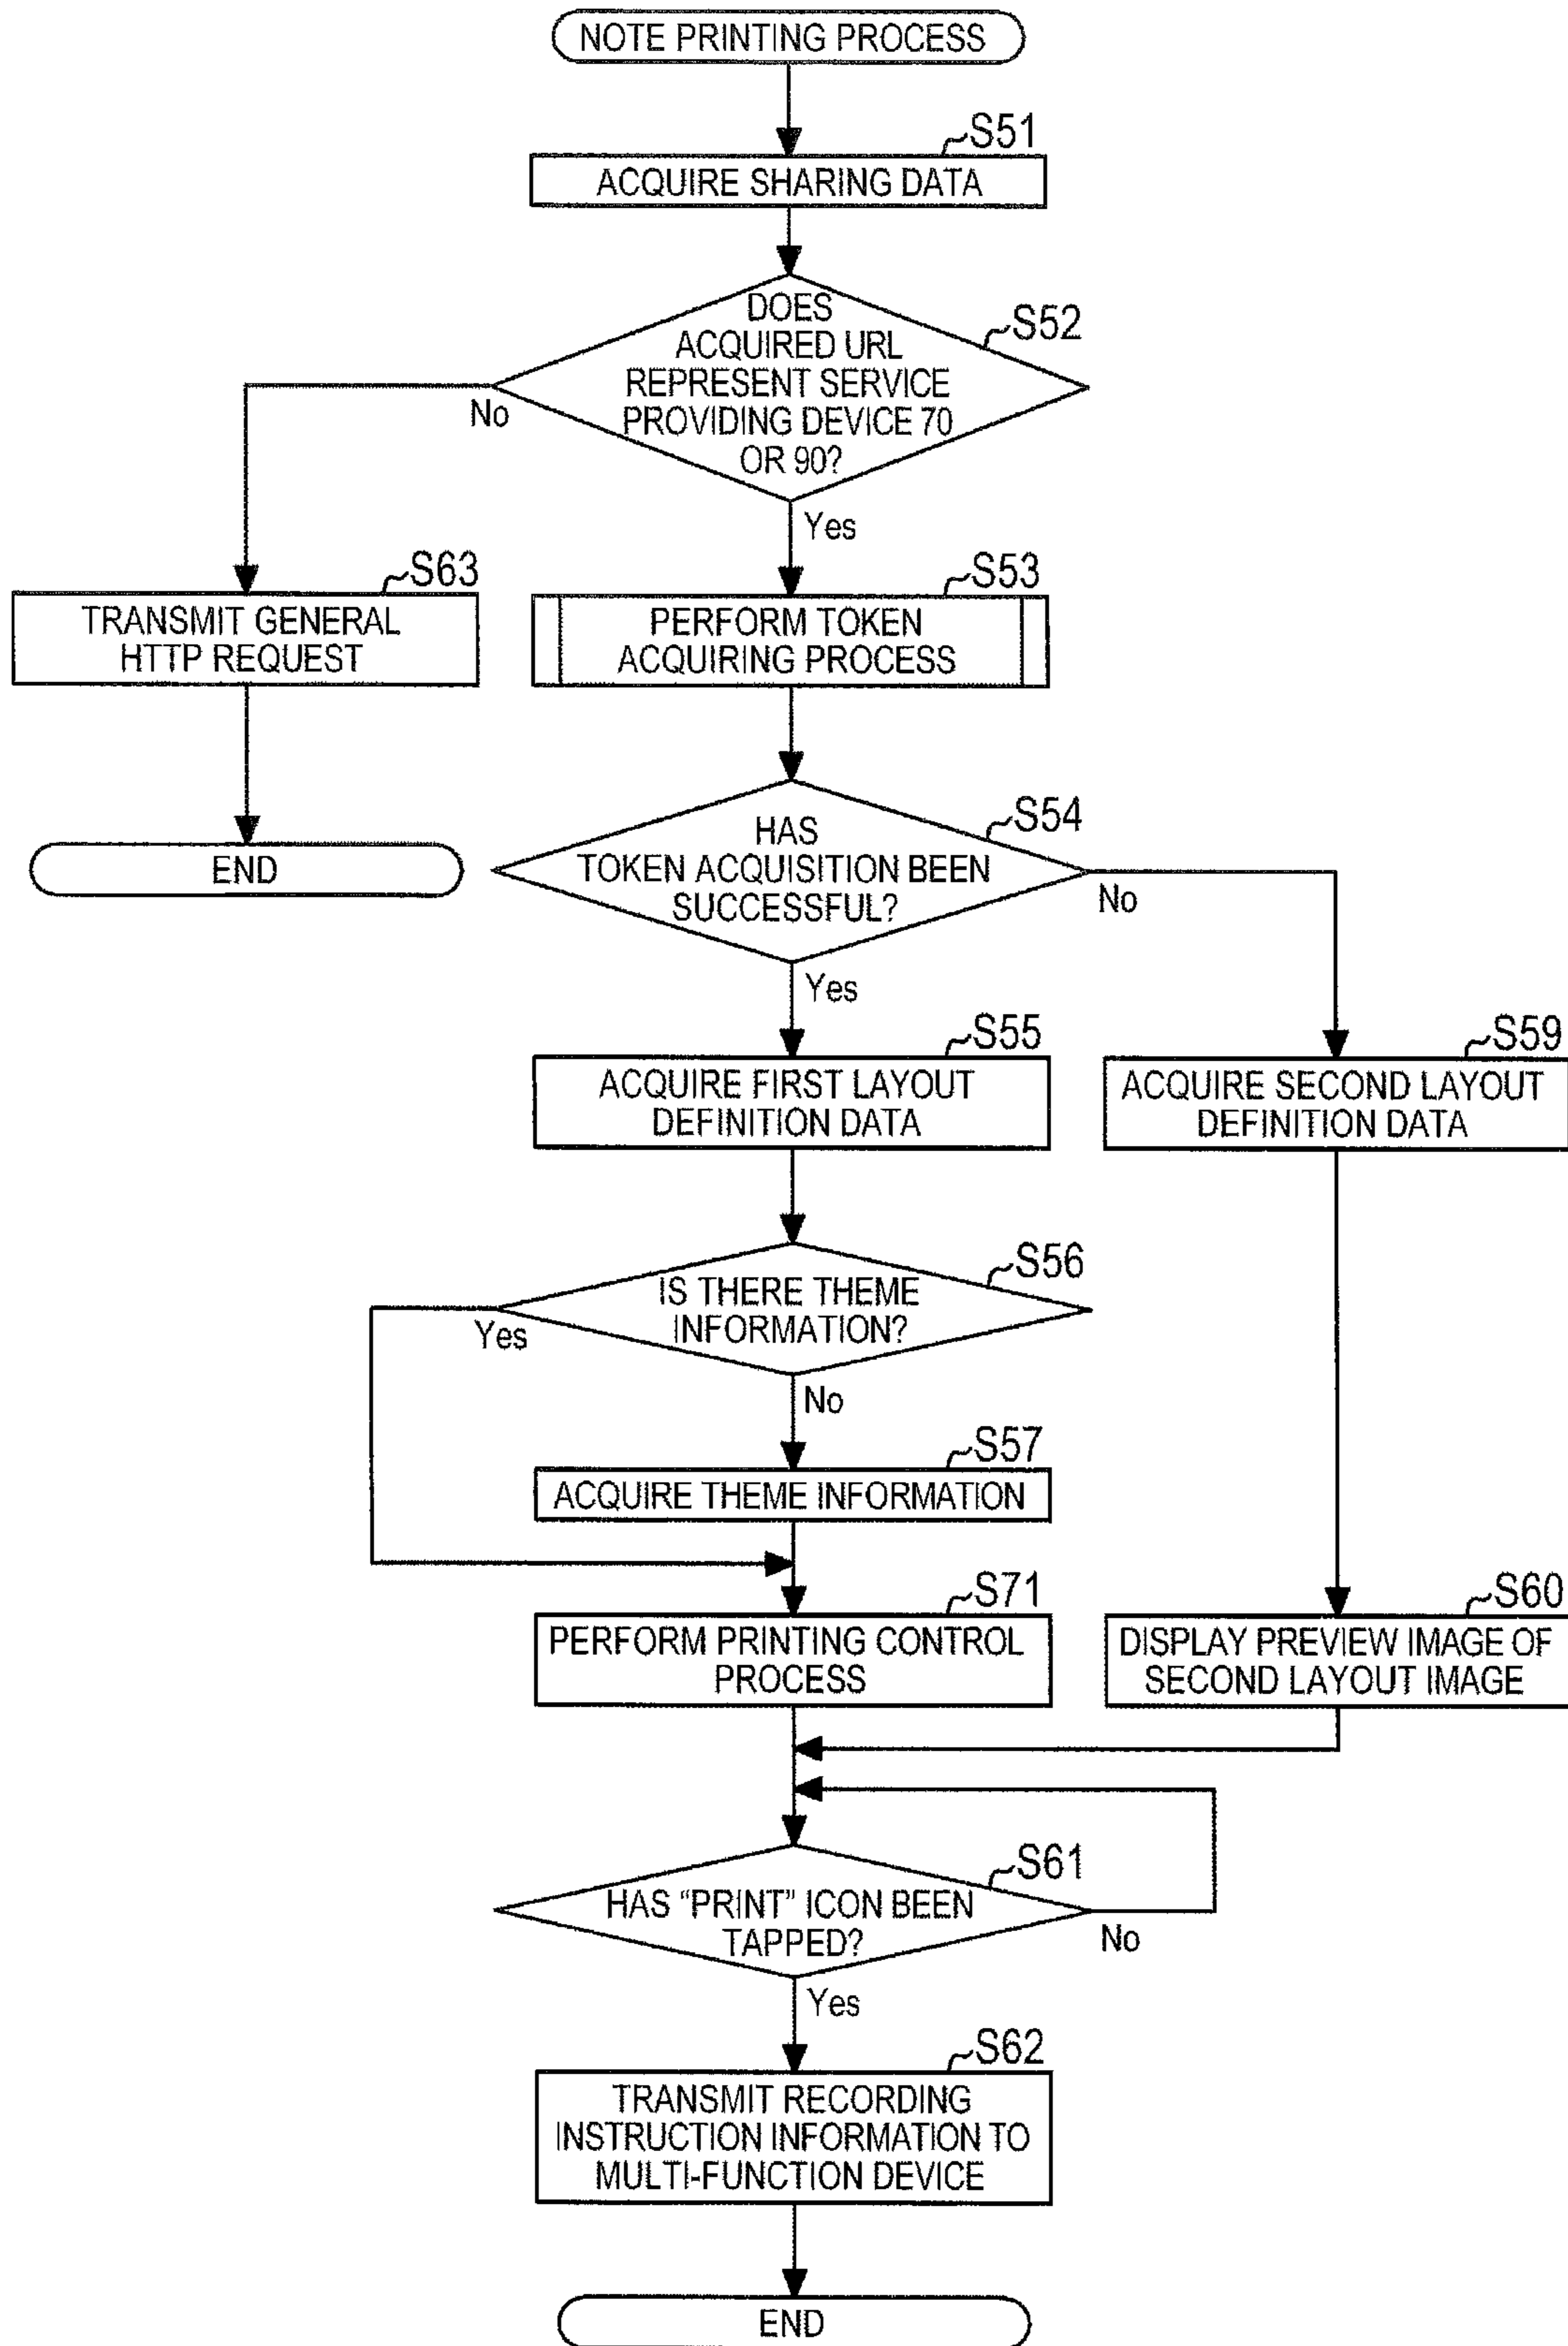 NOTE PRINTING PROCESS
S51
ACQUIRE SHARING DATA
S52
DOES
ACQUIRED URL
REPRESENT SERVICE
PROVIDING DEVICE 70
OR 90?
No
Yes
S63
TRANSMIT GENERAL
HTTP REQUEST
END
S53
PERFORM TOKEN
ACQUIRING PROCESS
S54
HAS
TOKEN ACQUISITION BEEN
SUCCESSFUL?
No
Yes
S55
ACQUIRE FIRST LAYOUT
DEFINITION DATA
S59
ACQUIRE SECOND LAYOUT
DEFINITION DATA
S56
IS THERE THEME
INFORMATION?
Yes
No
S57
ACQUIRE THEME INFORMATION
S71
PERFORM PRINTING CONTROL
PROCESS
S60
DISPLAY PREVIEW IMAGE OF
SECOND LAYOUT IMAGE
S61
HAS “PRINT” ICON BEEN
TAPPED?
No
Yes
S62
TRANSMIT RECORDING
INSTRUCTION INFORMATION TO
MULTI-FUNCTION DEVICE
END